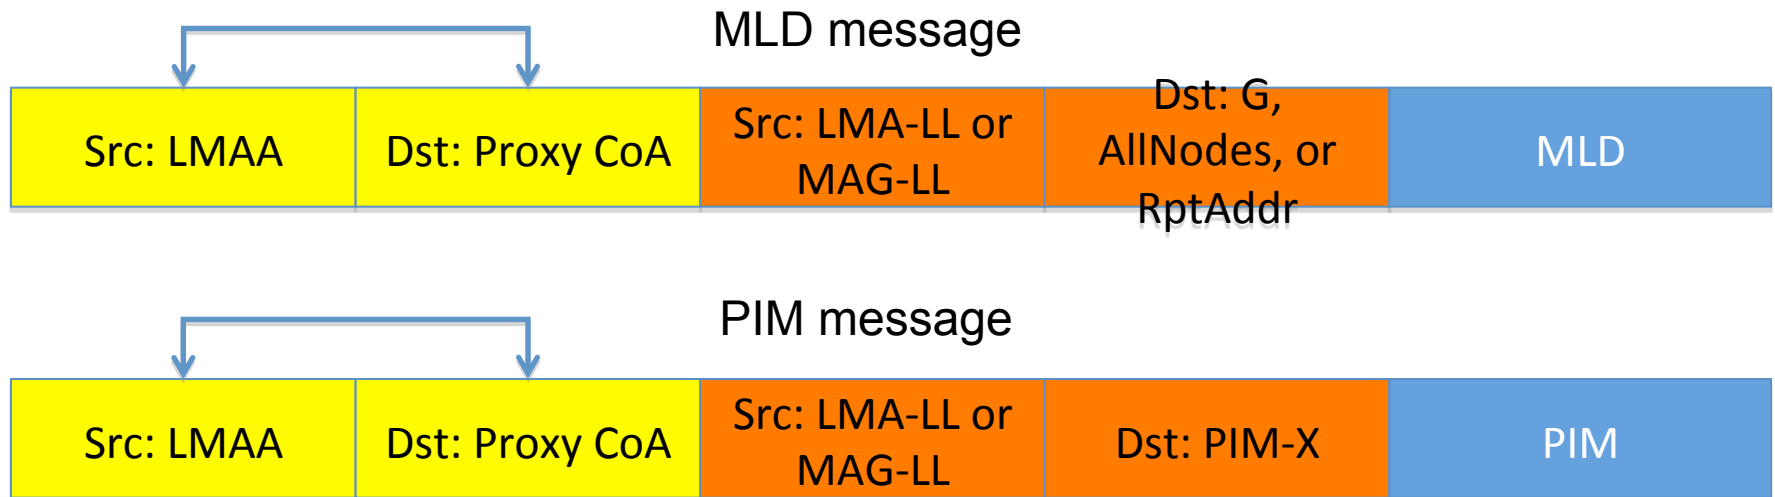 MLD message
Src: LMAA
Dst: Proxy CoA
Src: LMA-LL or
MAG-LL
Dst: G,
AllNodes, or
RptAddr
MLD
PIM message
Src: LMAA
Dst: Proxy CoA
Src: LMA-LL or
MAG-LL
Dst: PIM-X
PIM